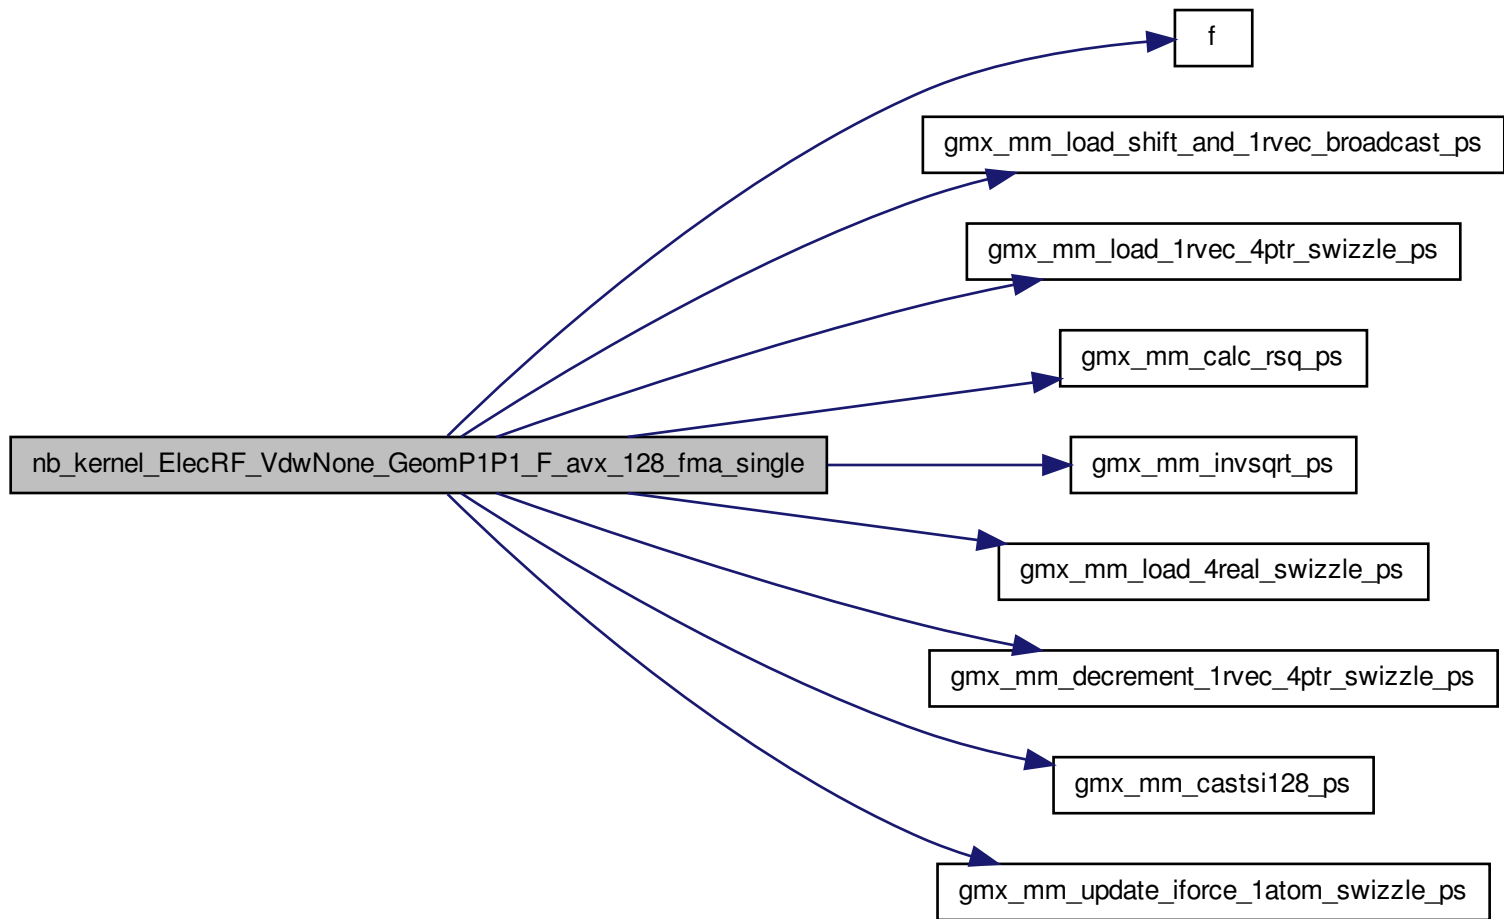 f
gmx_mm_load_shift_and_1rvec_broadcast_ps
gmx_mm_load_1rvec_4ptr_swizzle_ps
gmx_mm_calc_rsq_ps
nb_kernel_ElecRF_VdwNone_GeomP1P1_F_avx_128_fma_single
gmx_mm_invsqrt_ps
gmx_mm_load_4real_swizzle_ps
gmx_mm_decrement_1rvec_4ptr_swizzle_ps
gmx_mm_castsi128_ps
gmx_mm_update_iforce_1atom_swizzle_ps